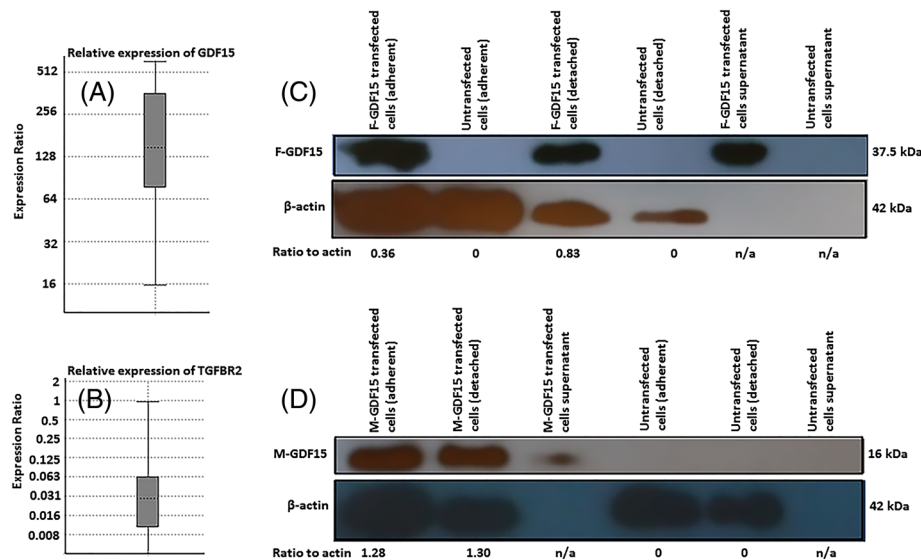 Relative expression of GDF15
(A)
Expression Ratio
512
256
128
64
32
16
Relative expression of TGFBR2
(B)
Expression Ratio
2
1
0.5
0.25
0.125
0.063
0.031
0.016
0.008
(C)
F-GDF15 transfected
cells (adherent)
Untransfected
cells (adherent)
F-GDF15 transfected
cells (detached)
Untransfected
cells (detached)
F-GDF15 transfected
cells supernatant
Untransfected
cells supernatant
F-GDF15
37.5 kDa
β-actin
42 kDa
Ratio to actin 0.36 0 0.83 0 n/a n/a
(D)
M-GDF15 transfected
cells (adherent)
M-GDF15 transfected
cells (detached)
M-GDF15 transfected
cells supernatant
Untransfected
cells (adherent)
Untransfected
cells (detached)
Untransfected
cells supernatant
M-GDF15
16 kDa
β-actin
42 kDa
Ratio to actin 1.28 1.30 n/a 0 0 n/a